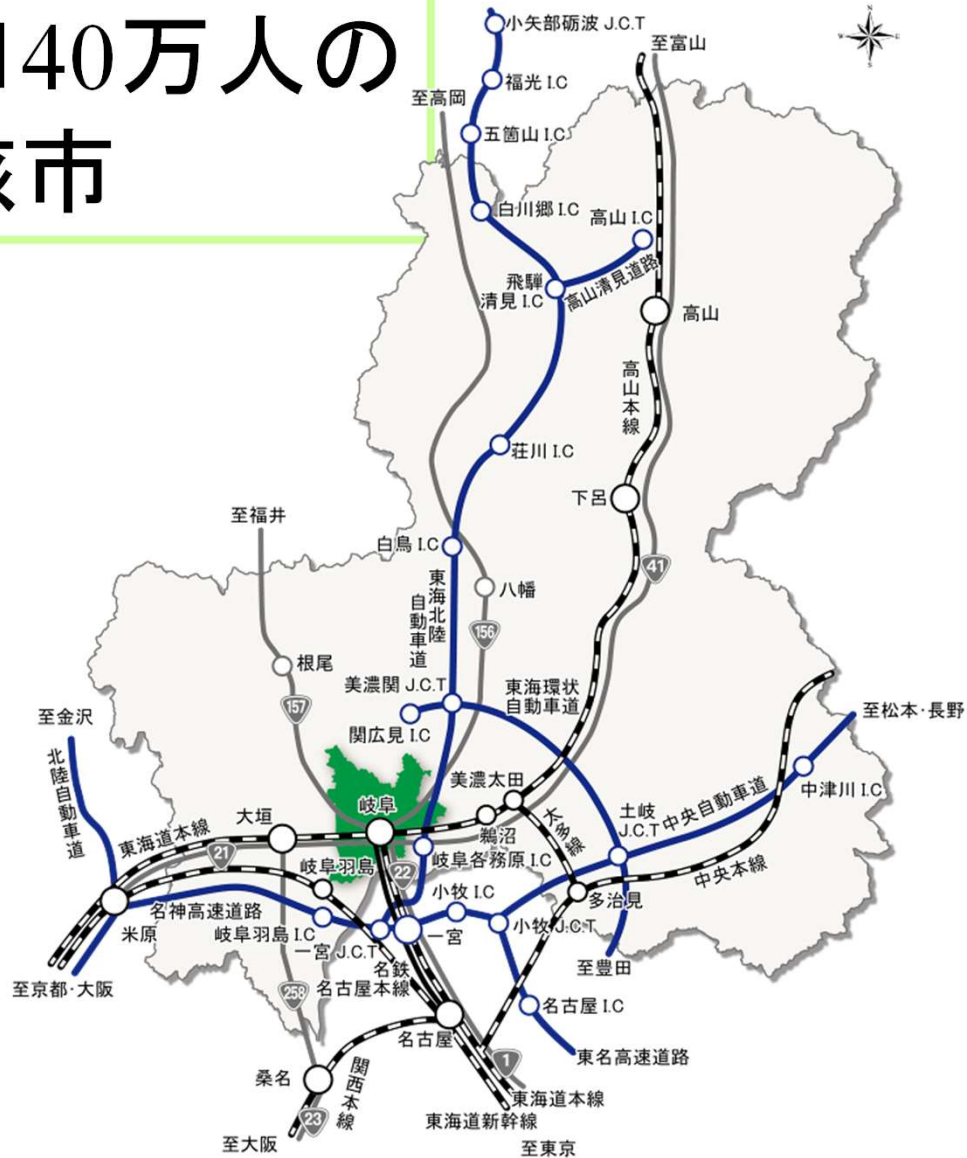 40万人の
市
小矢部砺波 J.C.T
至富山
福光 I.C
至高岡
五箇山 I.C
白川郷 I.C
高山 I.C
飛騨
清見 I.C
高山清見道路
高山
高山本線
荘川 I.C
下呂
至福井
白鳥 I.C
41
東海北陸
自動車道
八幡
156
根尾
157
美濃関 J.C.T
東海環状
自動車道
至金沢
関広見 I.C
至松本・長野
北陸自動車道
美濃太田
中津川 I.C
岐阜
大垣
土岐
J.C.T
中央自動車道
太多線
鵜沼
東海道本線
21
岐阜羽島
22
岐阜各務原 I.C
中央本線
小牧 I.C
多治見
名神高速道路
米原
岐阜羽島 I.C
一宮
小牧 J.C.T
一宮 J.C.T
至豊田
名鉄
名古屋本線
至京都・大阪
258
名古屋 I.C
名古屋
東名高速道路
1
桑名
関西本線
東海道本線
23
東海道新幹線
至大阪
至東京
N
W
E
S